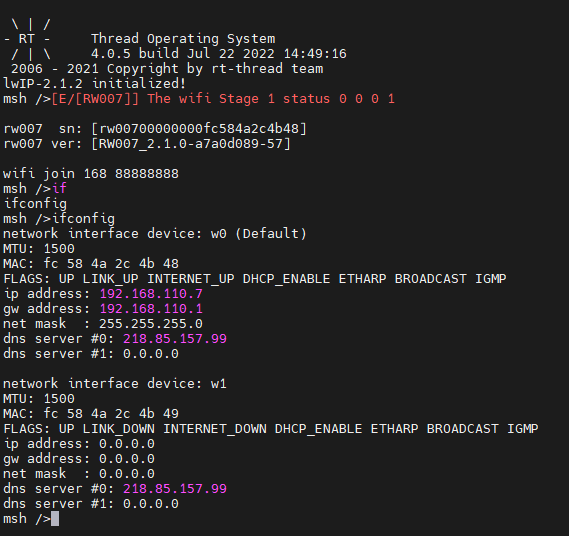 \ | /
- RT -     Thread Operating System
 / | \     4.0.5 build Jul 22 2022 14:49:16
 2006 - 2021 Copyright by rt-thread team
lwIP-2.1.2 initialized!
msh />[E/[RW007]] The wifi Stage 1 status 0 0 0 1
rw007  sn: [rw00700000000fc584a2c4b48]
rw007 ver: [RW007_2.1.0-a7a0d089-57]
wifi join 168 88888888
msh />if
ifconfig
msh />ifconfig
network interface device: w0 (Default)
MTU: 1500
MAC: fc 58 4a 2c 4b 48
FLAGS: UP LINK_UP INTERNET_UP DHCP_ENABLE ETHARP BROADCAST IGMP
ip address: 192.168.110.7
gw address: 192.168.110.1
net mask  : 255.255.255.0
dns server #0: 218.85.157.99
dns server #1: 0.0.0.0
network interface device: w1
MTU: 1500
MAC: fc 58 4a 2c 4b 49
FLAGS: UP LINK_DOWN INTERNET_DOWN DHCP_ENABLE ETHARP BROADCAST IGMP
ip address: 0.0.0.0
gw address: 0.0.0.0
net mask  : 0.0.0.0
dns server #0: 218.85.157.99
dns server #1: 0.0.0.0
msh />